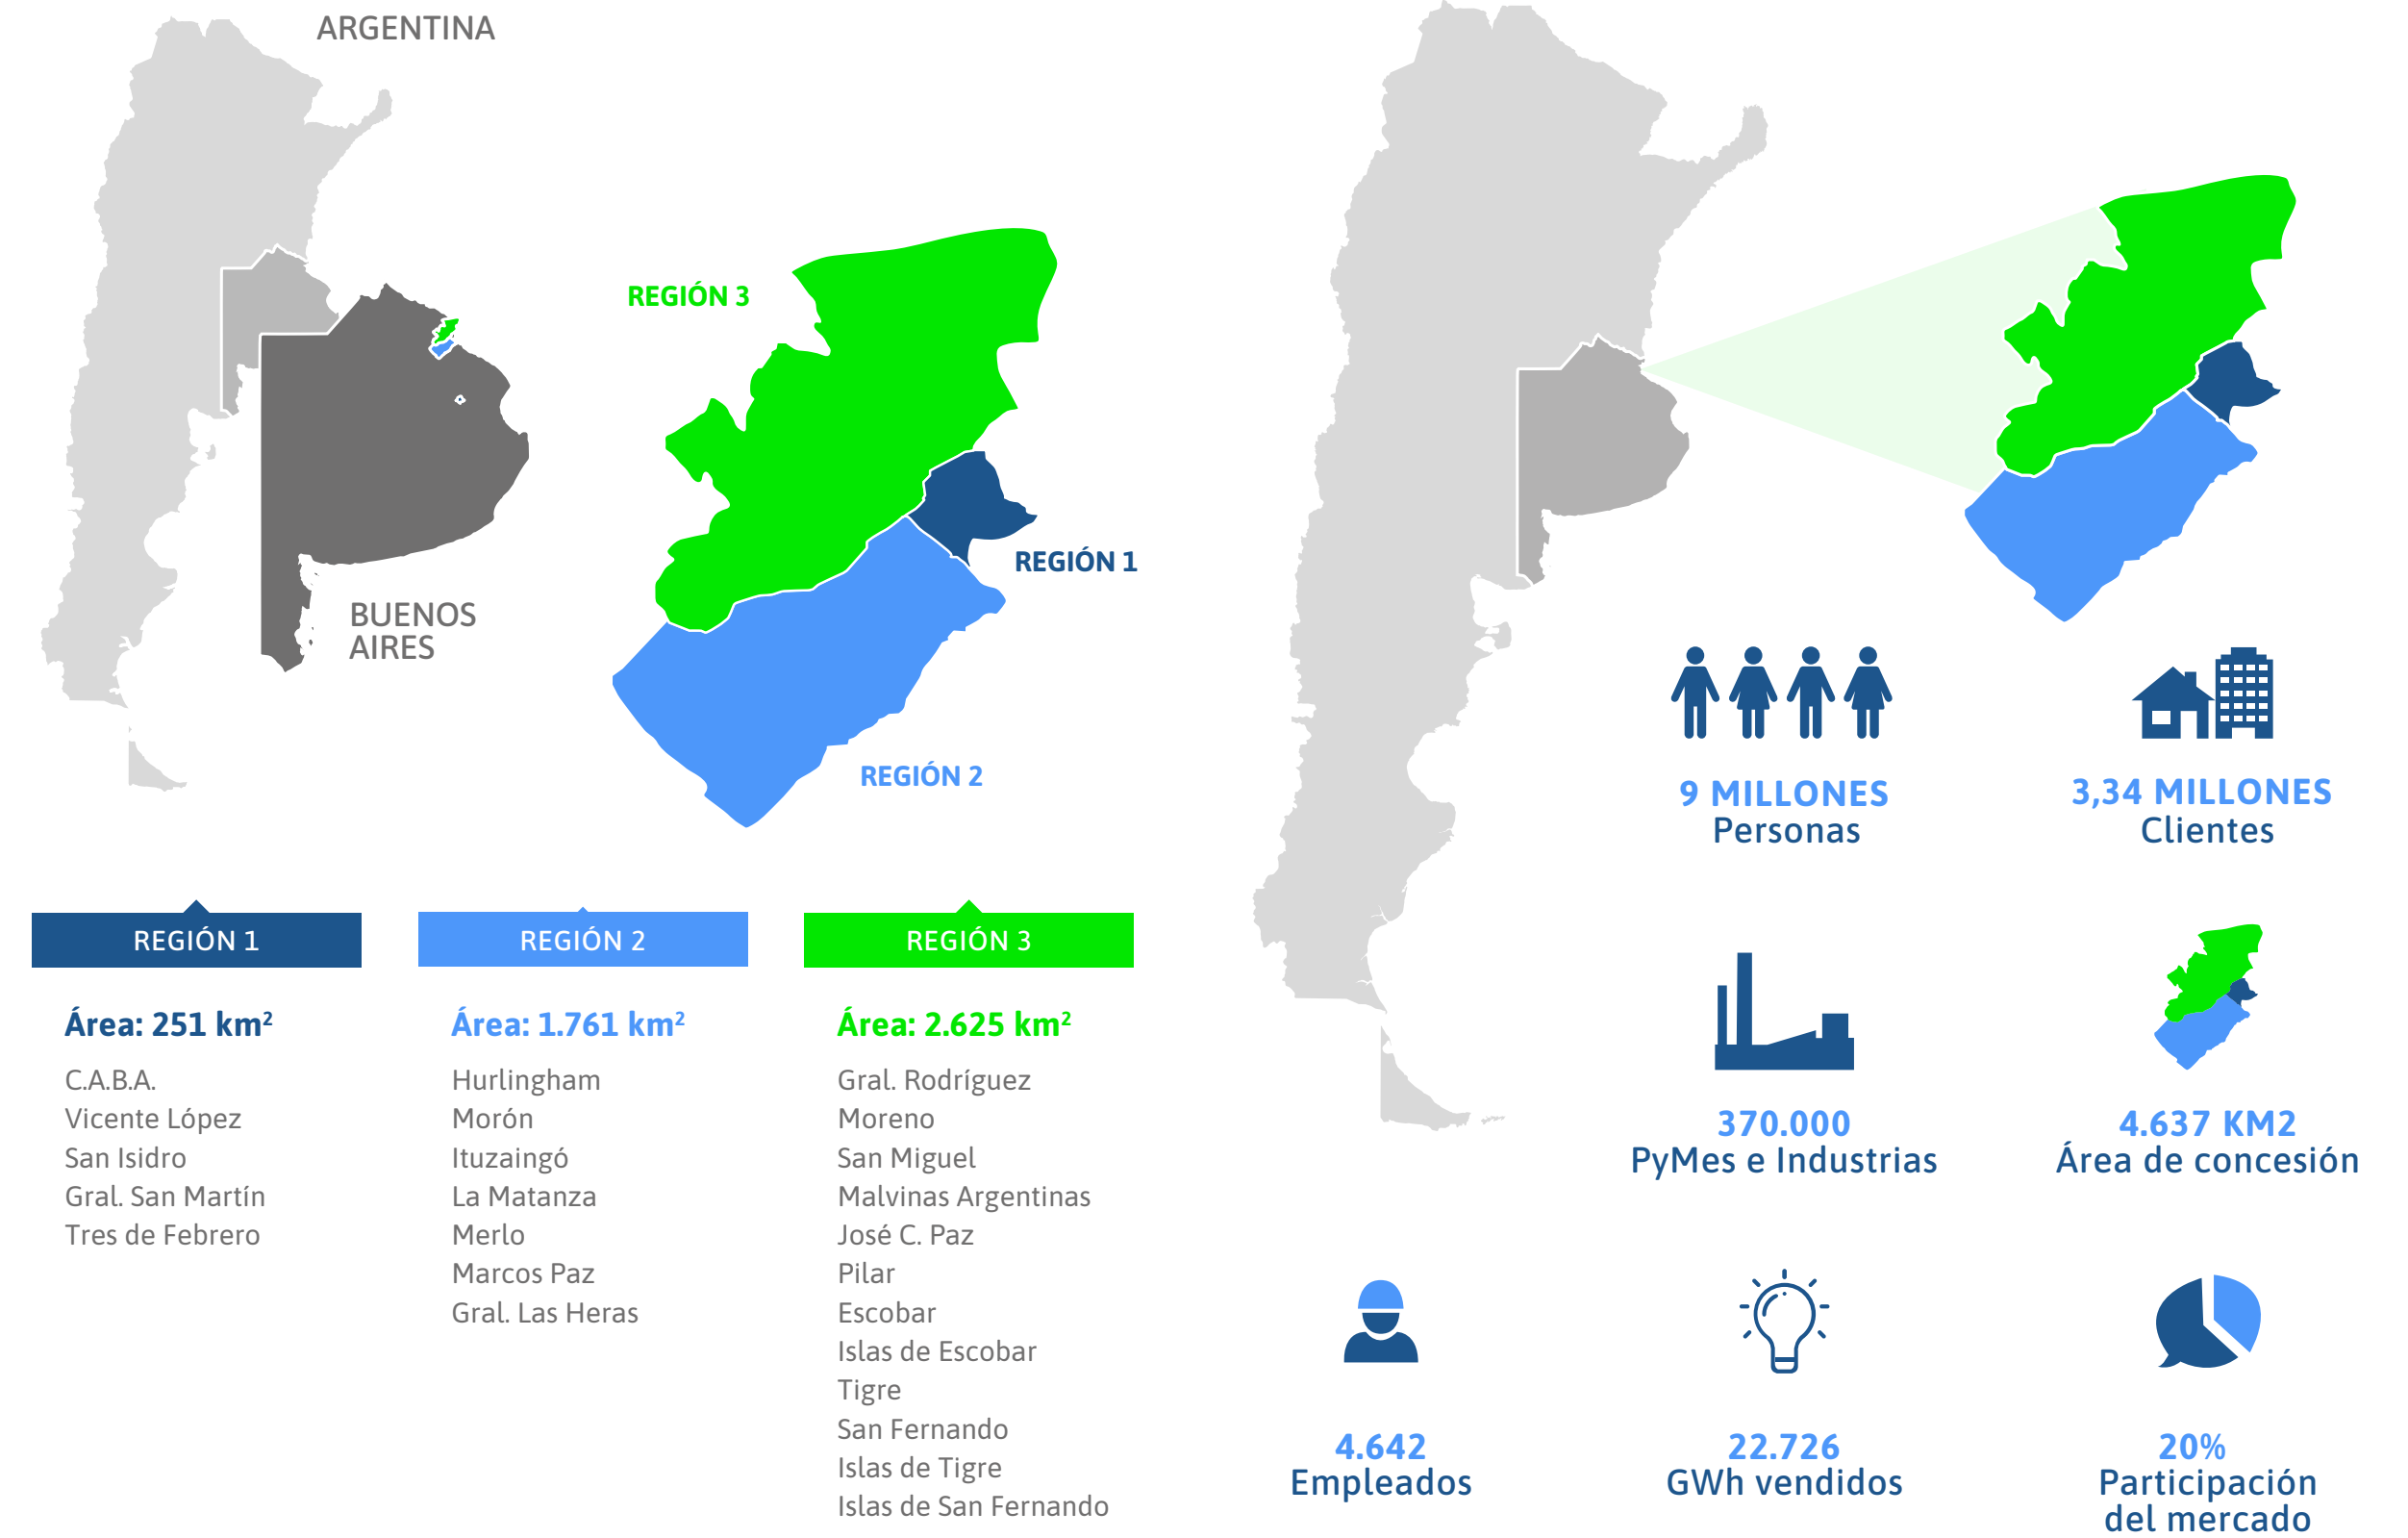 ARGENTINA
REGIÓN 3
REGIÓN 1
BUENOS
AIRES
REGIÓN 2
REGIÓN 1
Área: 251 km²
C.A.B.A.
Vicente López
San Isidro
Gral. San Martín
Tres de Febrero
REGIÓN 2
Área: 1.761 km²
Hurlingham
Morón
Ituzaingó
La Matanza
Merlo
Marcos Paz
Gral. Las Heras
REGIÓN 3
Área: 2.625 km²
Gral. Rodríguez
Moreno
San Miguel
Malvinas Argentinas
José C. Paz
Pilar
Escobar
Islas de Escobar
Tigre
San Fernando
Islas de Tigre
Islas de San Fernando
9 MILLONES
Personas
3,34 MILLONES
Clientes
370.000
PyMes e Industrias
4.637 KM2
Área de concesión
4.642
Empleados
22.726
GWh vendidos
20%
Participación
del mercado